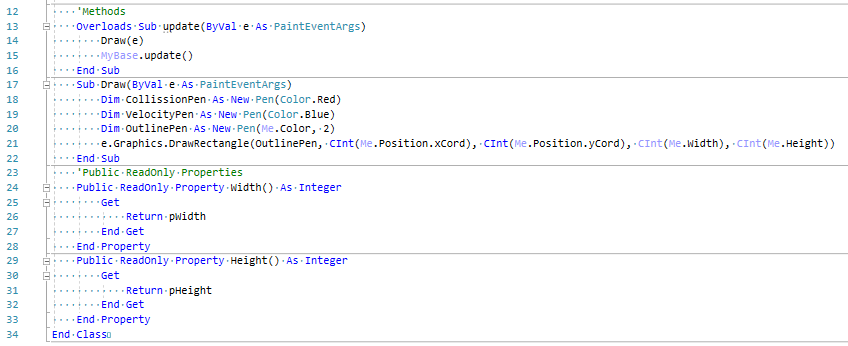 12 'Methods
13 Overloads Sub update(ByVal e As PaintEventArgs)
14 Draw(e)
15 MyBase.update()
16 End Sub
17 Sub Draw(ByVal e As PaintEventArgs)
18 Dim CollissionPen As New Pen(Color.Red)
19 Dim VelocityPen As New Pen(Color.Blue)
20 Dim OutlinePen As New Pen(Me.Color, 2)
21 e.Graphics.DrawRectangle(OutlinePen, CInt(Me.Position.xCord), CInt(Me.Position.yCord), CInt(Me.Width), CInt(Me.Height))
22 End Sub
23 'Public ReadOnly Properties
24 Public ReadOnly Property Width() As Integer
25 Get
26 Return pWidth
27 End Get
28 End Property
29 Public ReadOnly Property Height() As Integer
30 Get
31 Return pHeight
32 End Get
33 End Property
34 End Class